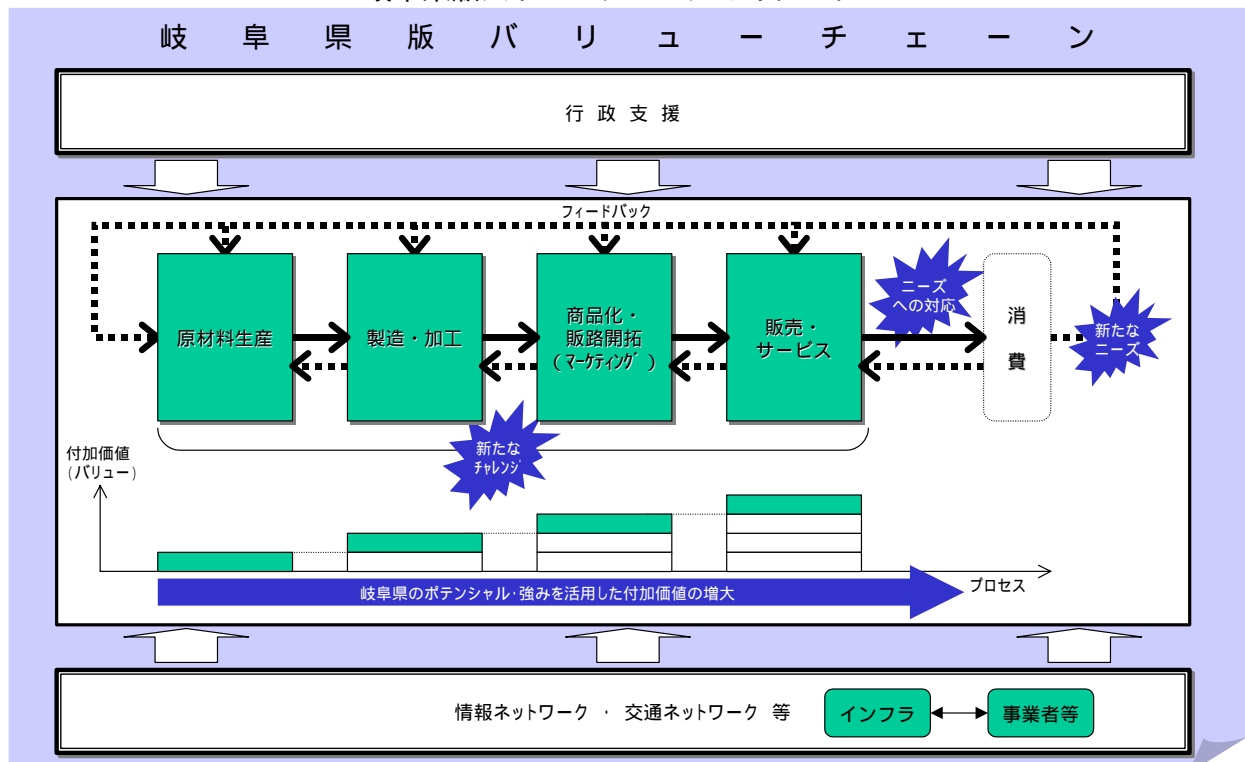 岐阜県版バリューチェーン
行政支援
フィードバック
原材料生産
製造・加工
商品化・
販路開拓
(マーケティング)
販売・
サービス
ニーズ
への対応
消
費
新たな
ニーズ
新たな
チャレンジ
付加価値
(バリュー)
プロセス
岐阜県のポテンシャル・強みを活用した付加価値の増大
情報ネットワーク ・ 交通ネットワーク 等
インフラ
事業者等